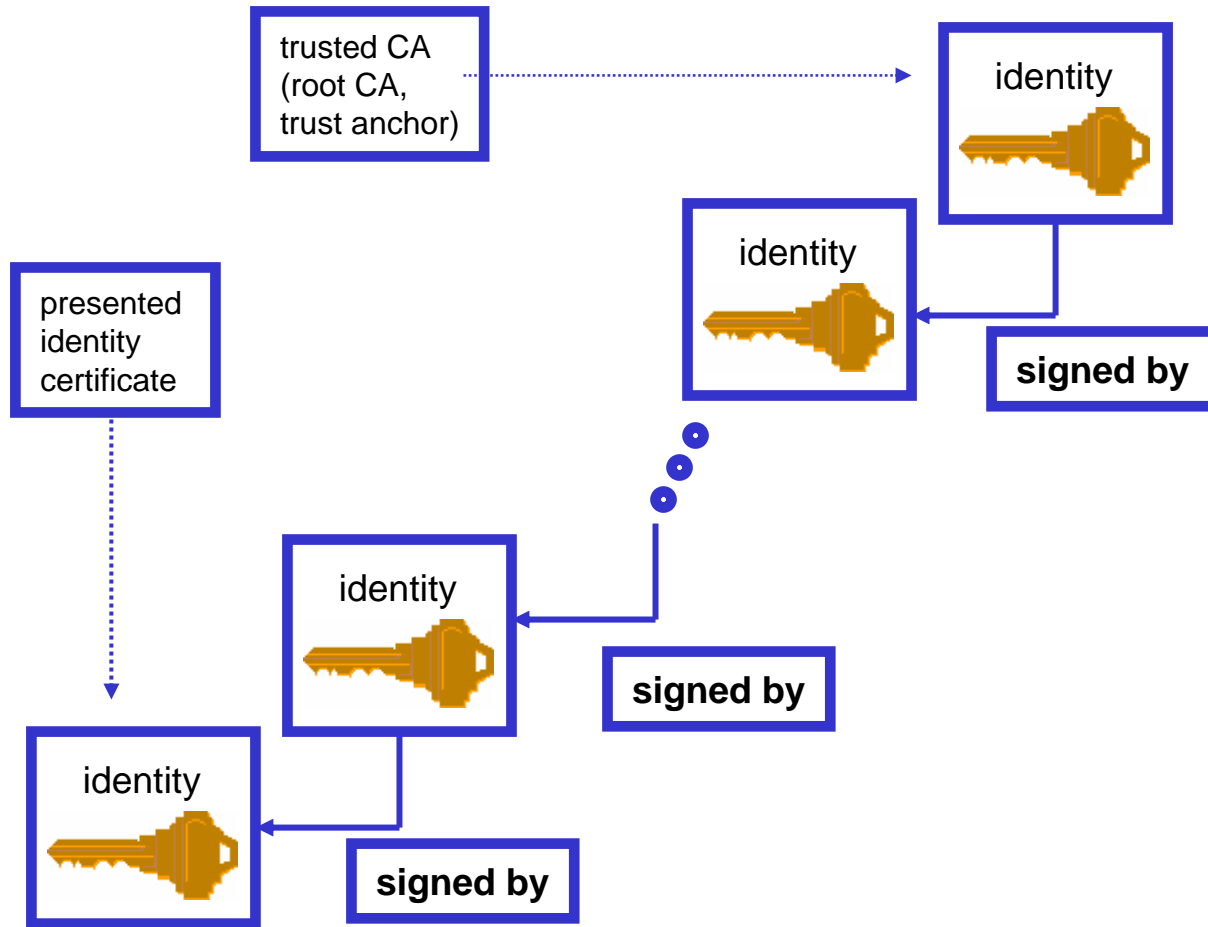 trusted CA
(root CA,
trust anchor)
identity
identity
signed by
presented
identity
certificate
identity
signed by
identity
signed by